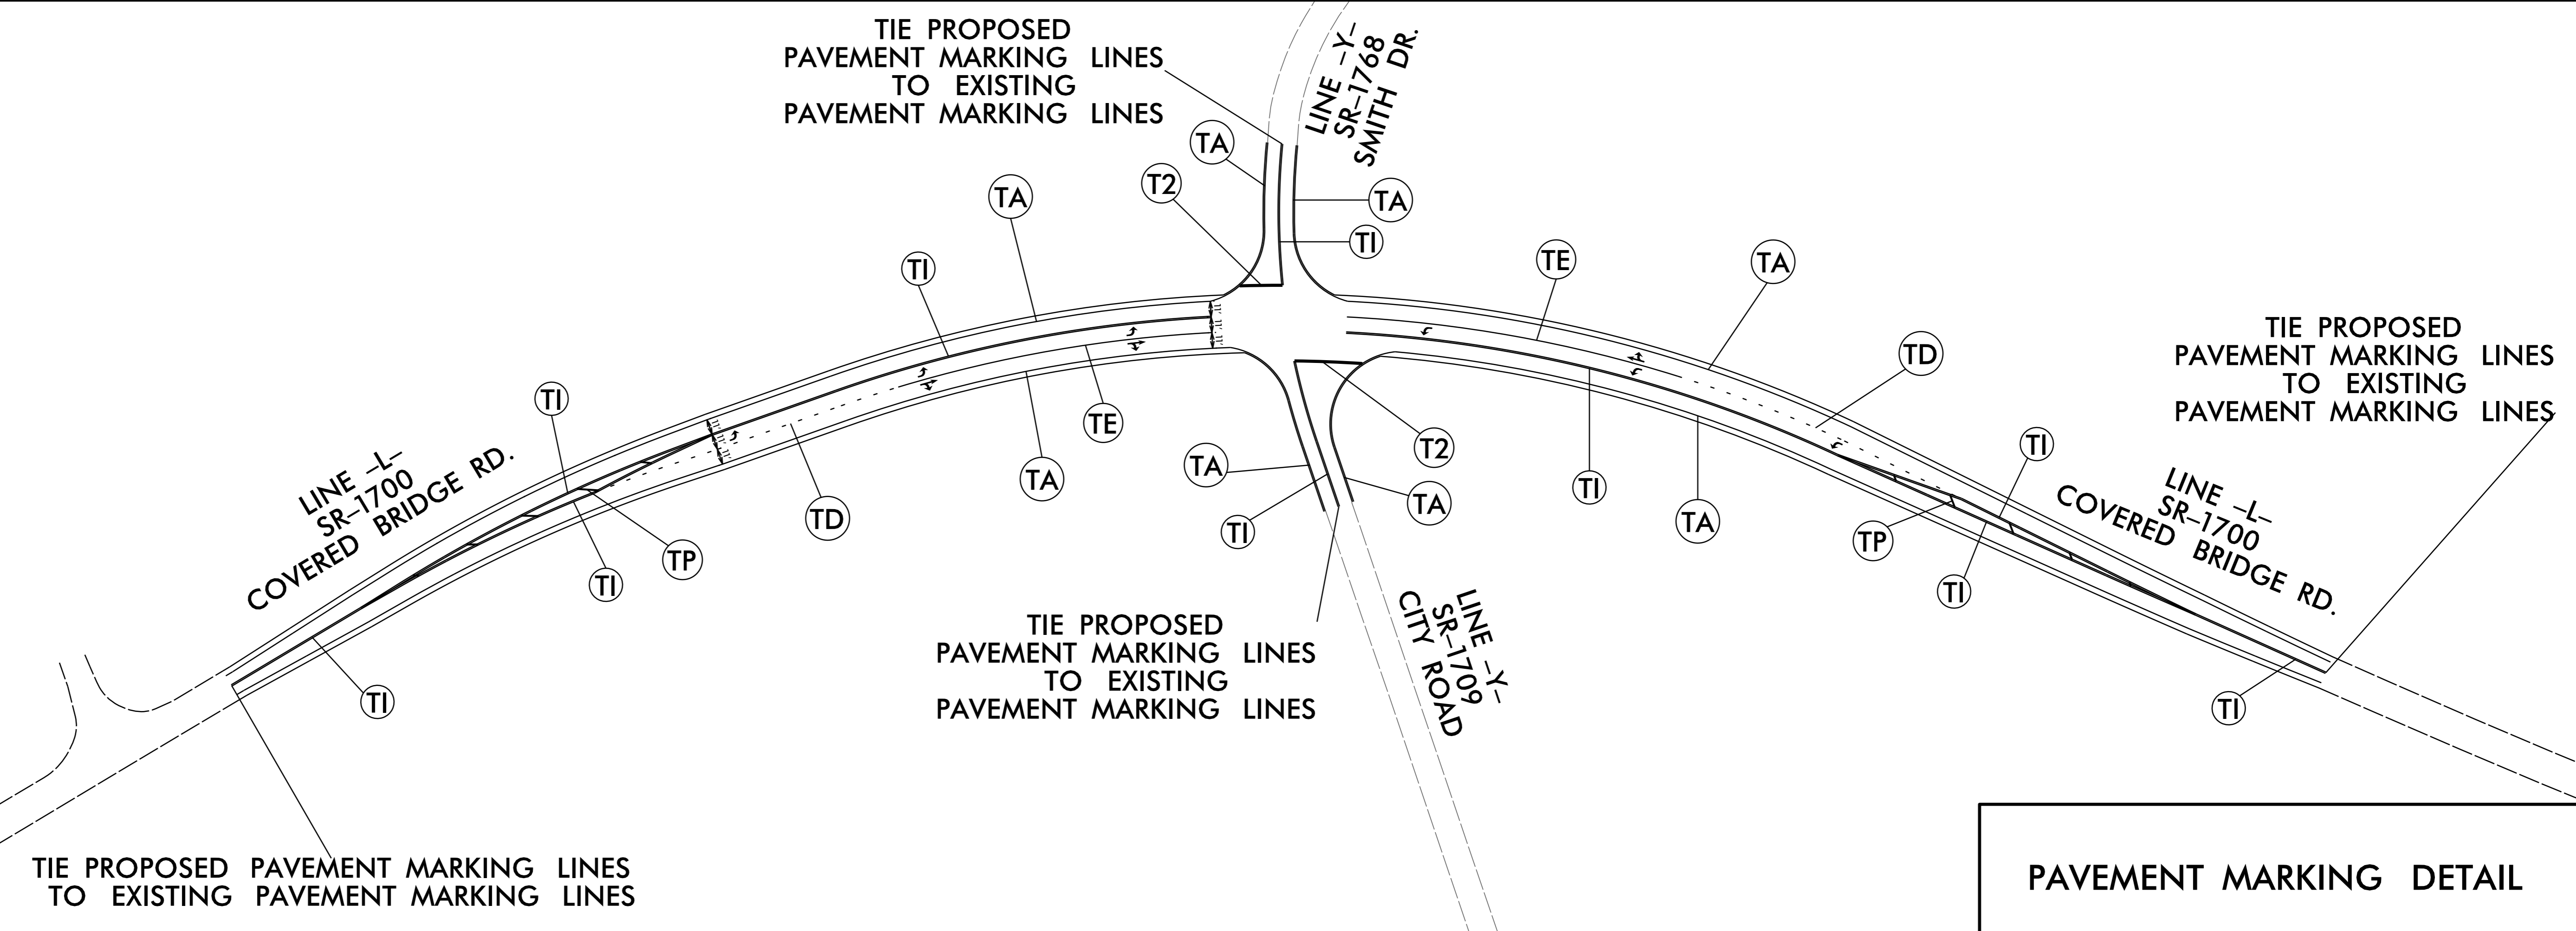 TIE PROPOSED
PAVEMENT MARKING LINES
TO EXISTING
PAVEMENT MARKING LINES
LINE -Y-
SR-1768
SMITH DR.
TA
T2
TA
TA
TI
TA
TI
TE
TA
TD
TIE PROPOSED
PAVEMENT MARKING LINES
TO EXISTING
PAVEMENT MARKING LINES
TI
LINE -L-
SR-1700
COVERED BRIDGE RD.
TI
TP
TI
TD
TA
TE
TA
TI
T2
TA
TI
TA
TP
TI
TI
LINE -L-
SR-1700
COVERED BRIDGE RD.
TI
TI
TIE PROPOSED
PAVEMENT MARKING LINES
TO EXISTING
PAVEMENT MARKING LINES
LINE -Y-
SR-1709
CITY ROAD
TIE PROPOSED PAVEMENT MARKING LINES
TO EXISTING PAVEMENT MARKING LINES
PAVEMENT MARKING DETAIL